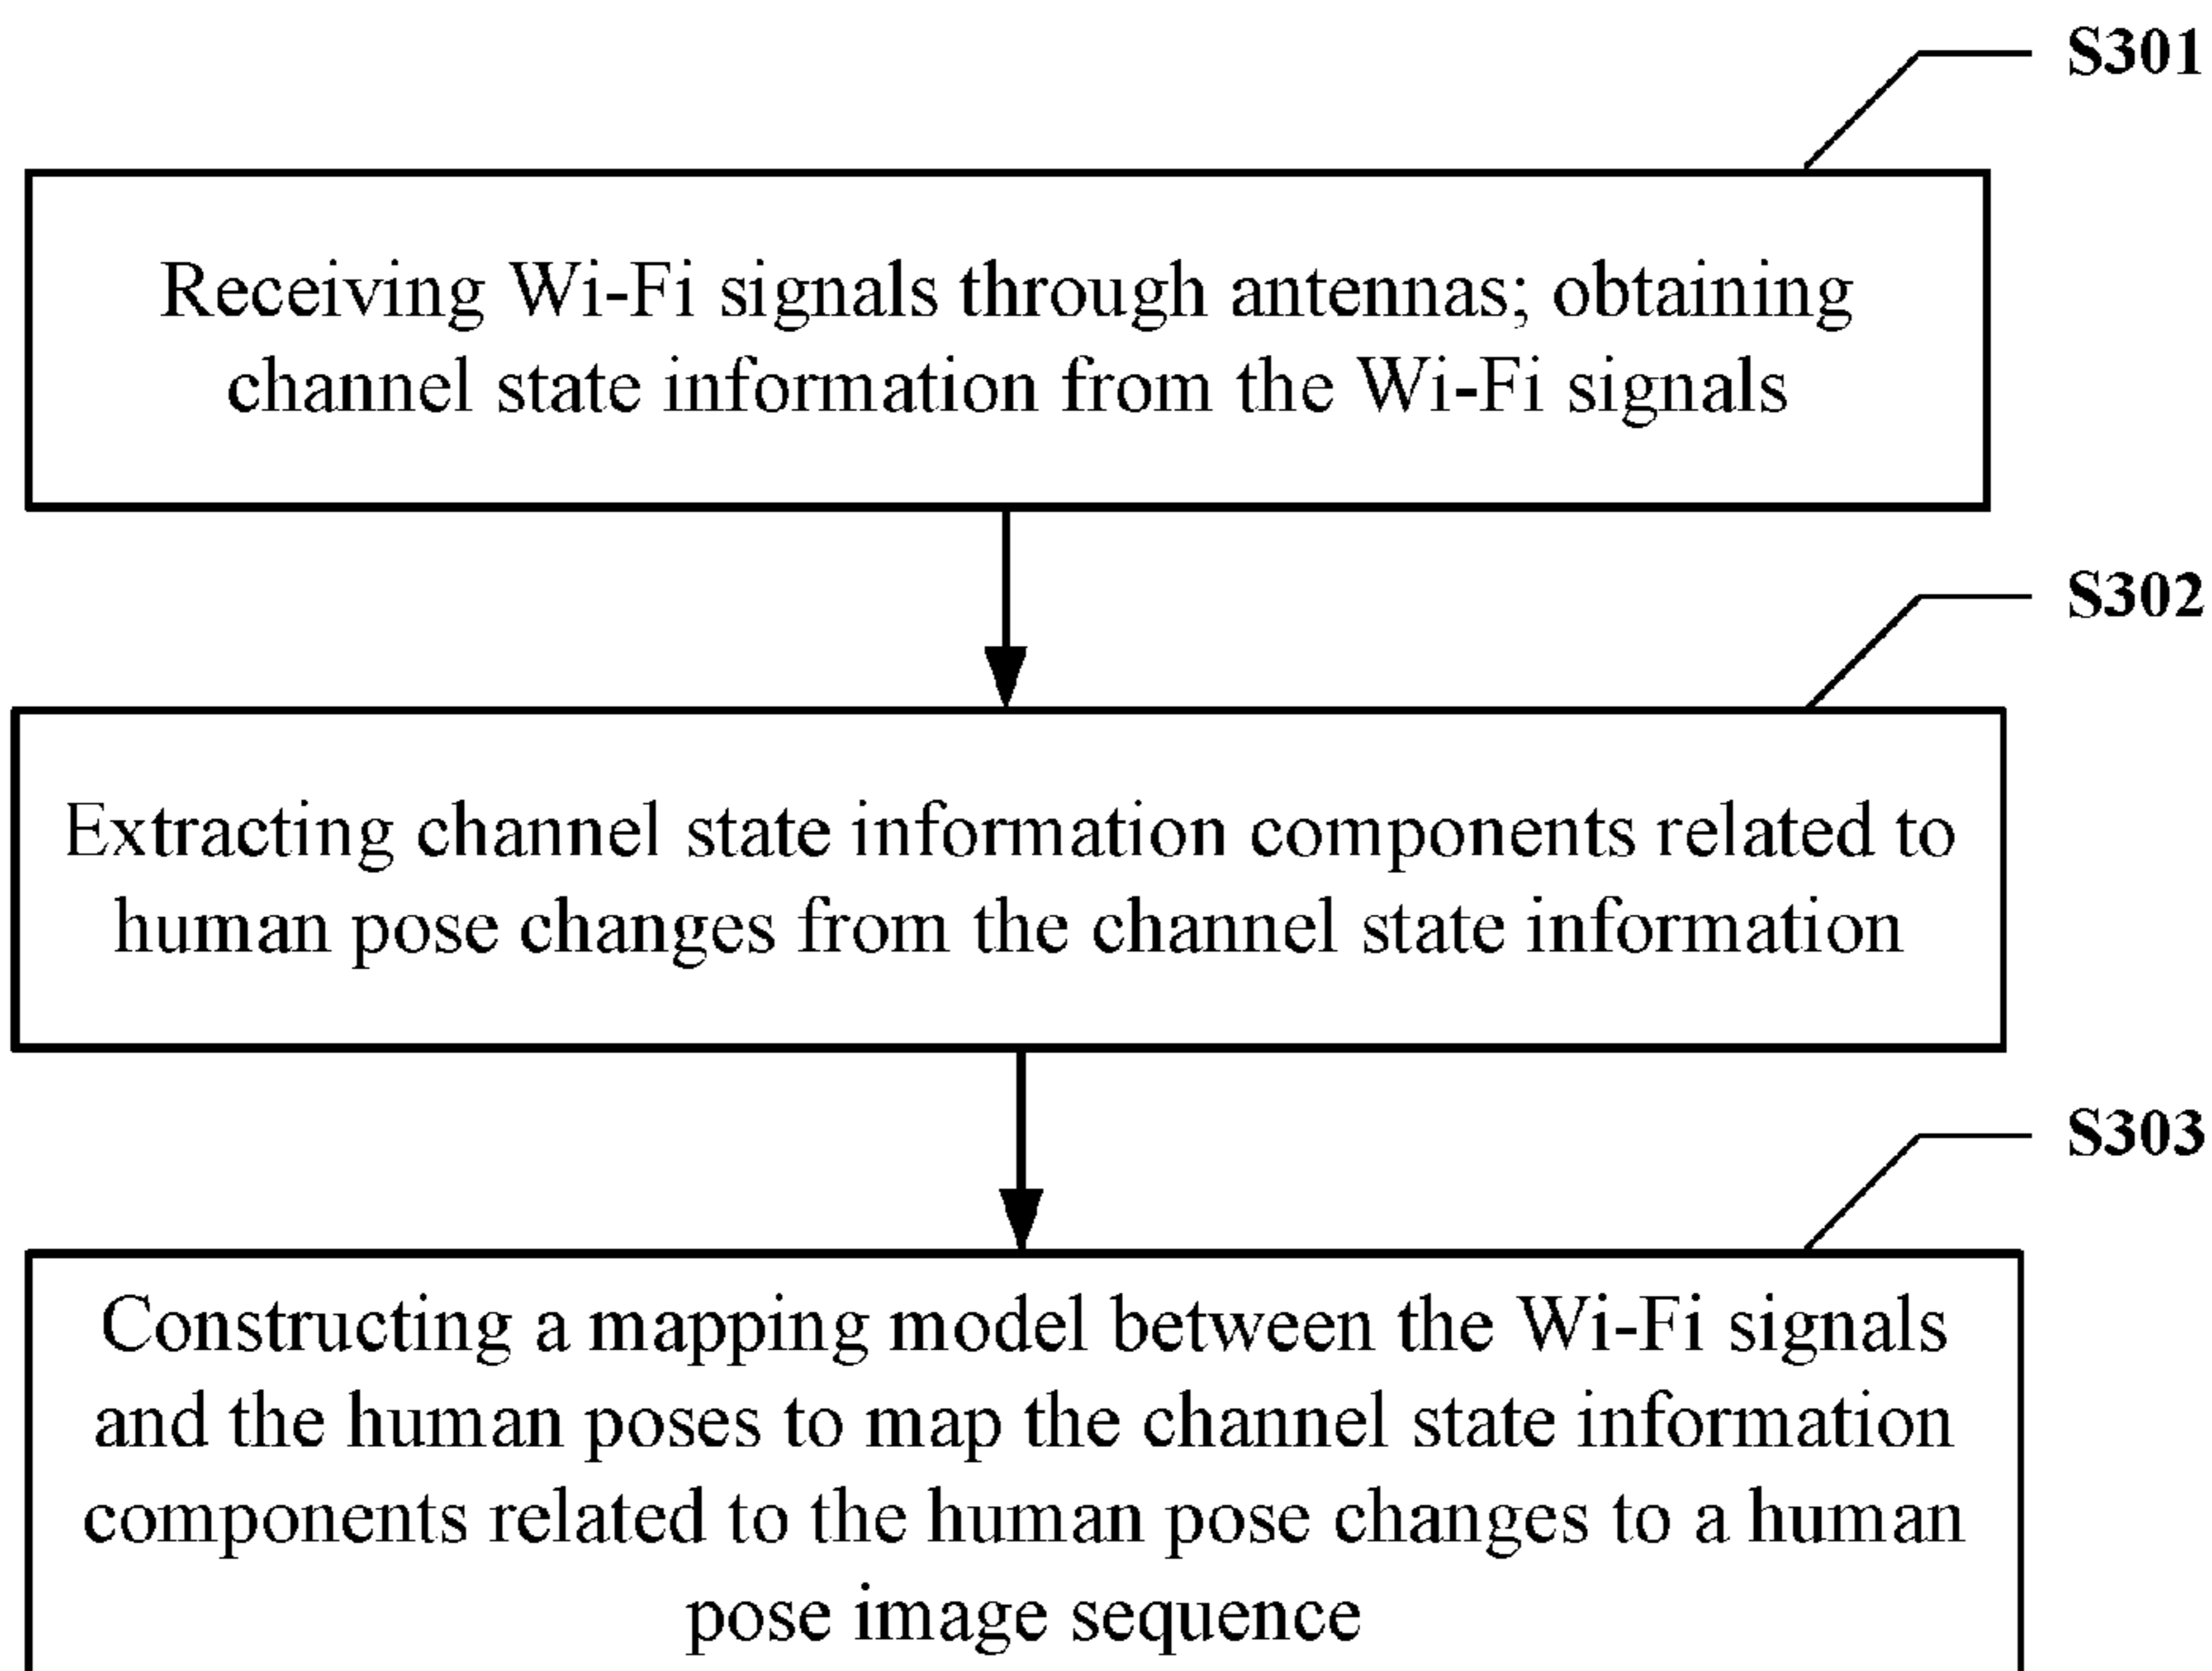 S301
Receiving Wi-Fi signals through antennas; obtaining
channel state information from the Wi-Fi signals
S302
Extracting channel state information components related to
human pose changes from the channel state information
S303
Constructing a mapping model between the Wi-Fi signals
and the human poses to map the channel state information
components related to the human pose changes to a human
pose image sequence